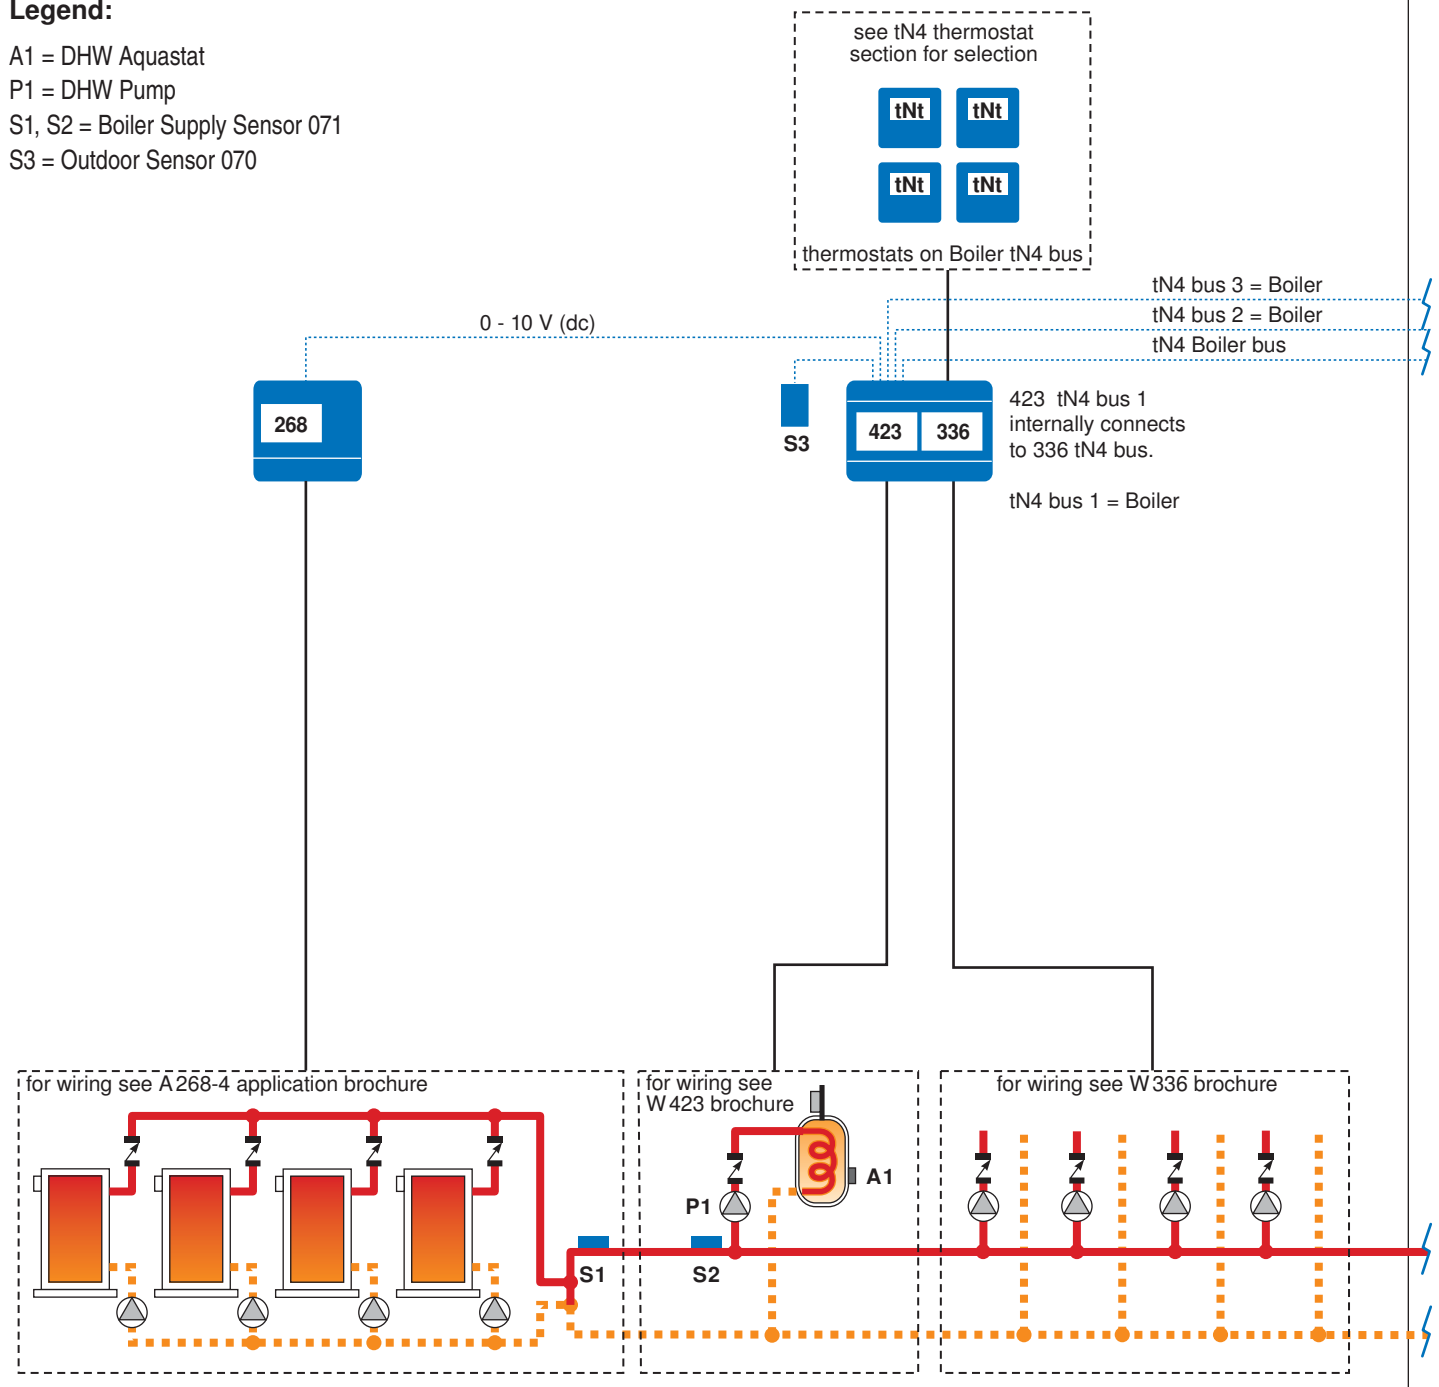 Legend:
A1 = DHW Aquastat
P1 = DHW Pump
S1, S2 = Boiler Supply Sensor 071
S3 = Outdoor Sensor 070
see tN4 thermostat
section for selection
tNt tNt
tNt tNt
thermostats on Boiler tN4 bus
tN4 bus 3 = Boiler
tN4 bus 2 = Boiler
tN4 Boiler bus
0 - 10 V (dc)
268
S3
423 336
423 tN4 bus 1
internally connects
to 336 tN4 bus.
tN4 bus 1 = Boiler
for wiring see A 268-4 application brochure
for wiring see
W 423 brochure
for wiring see W 336 brochure
A1
P1
S1
S2